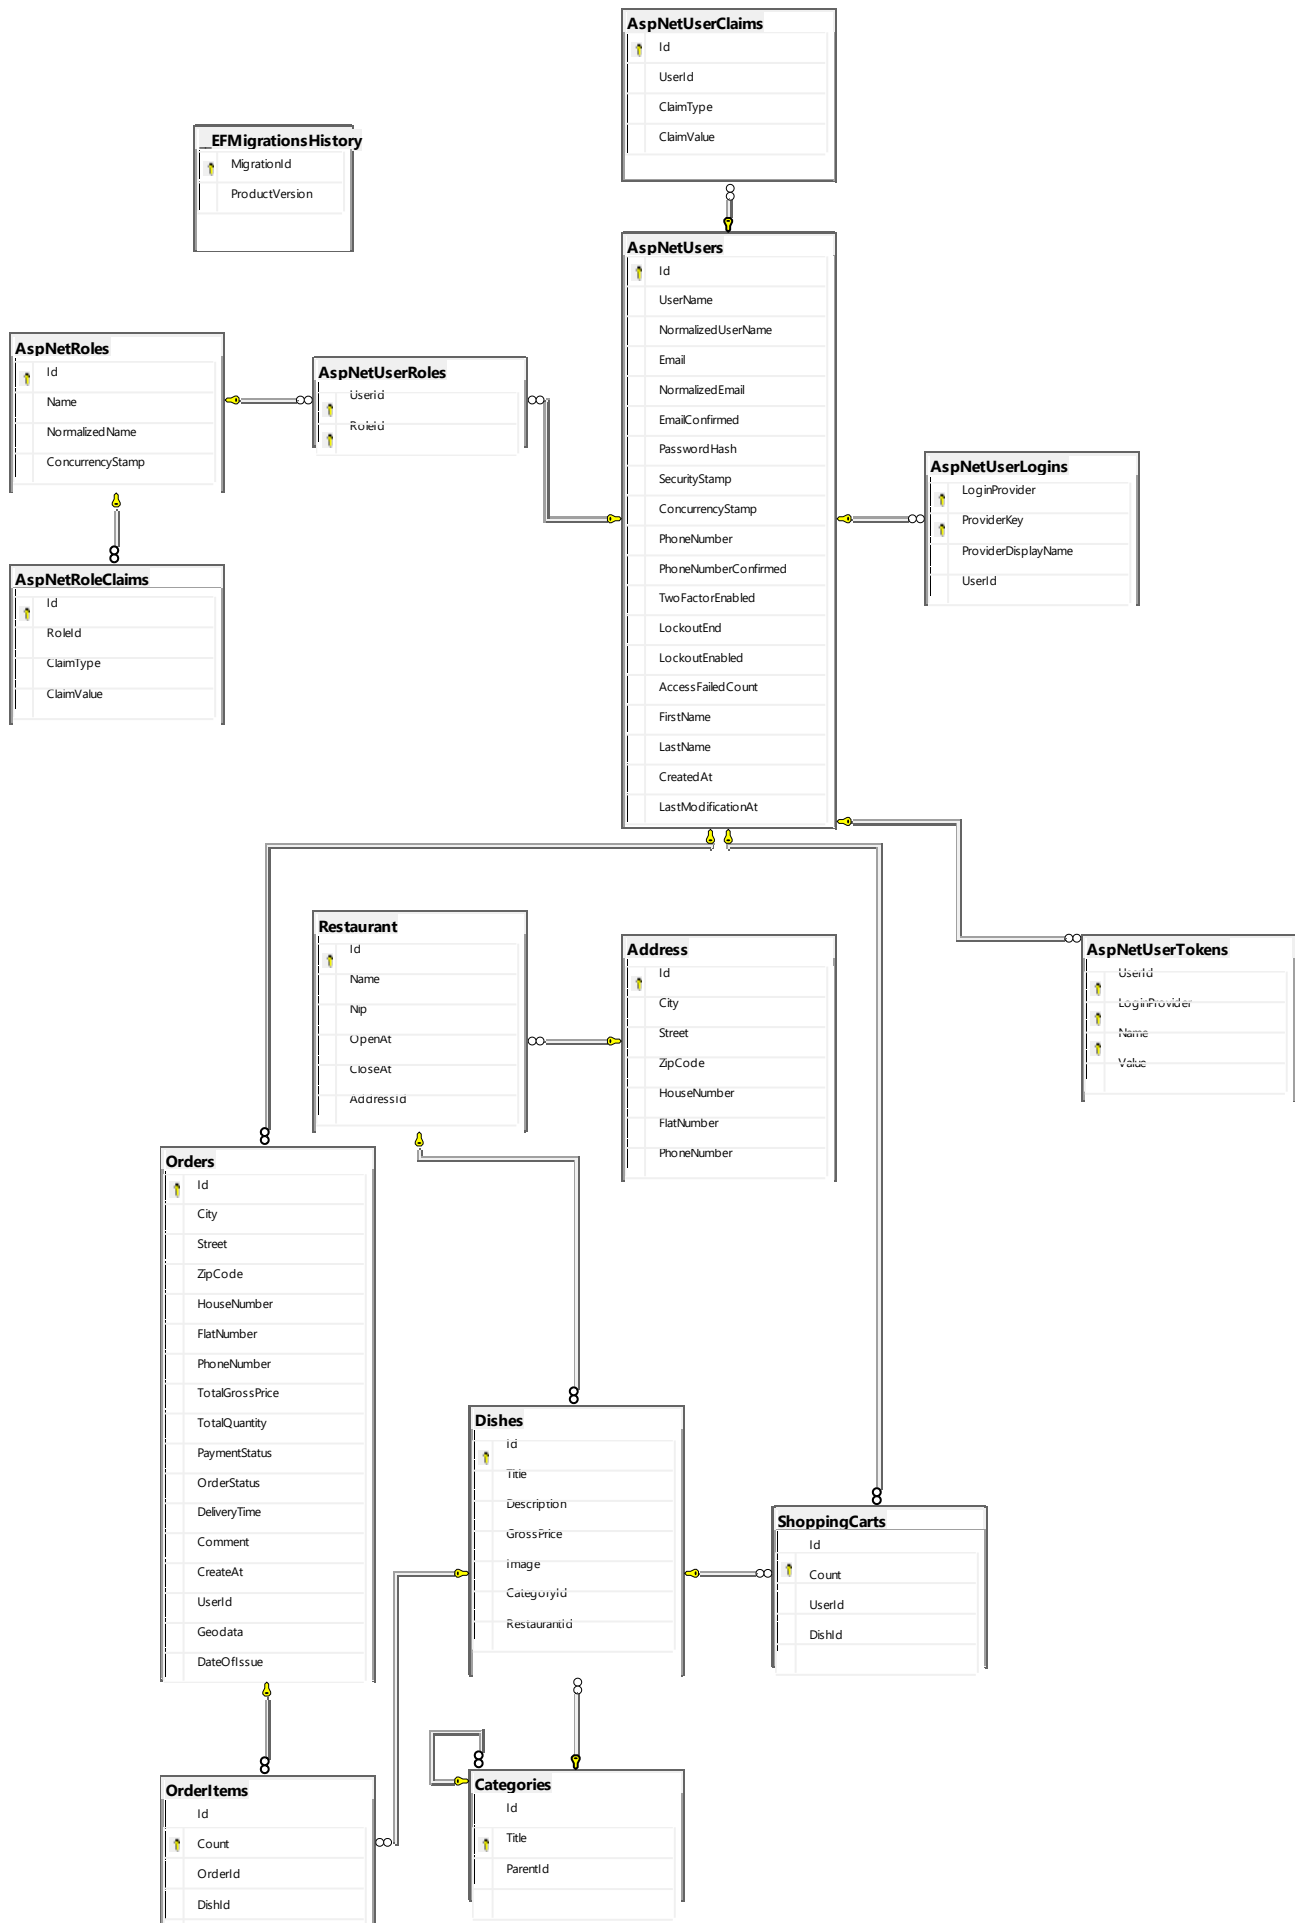 AspNetUserClaims
Id
UserId
ClaimType
ClaimValue
__EFMigrationsHistory
MigrationId
ProductVersion
AspNetUsers
Id
UserName
NormalizedUserName
Email
NormalizedEmail
EmailConfirmed
PasswordHash
SecurityStamp
ConcurrencyStamp
PhoneNumber
PhoneNumberConfirmed
TwoFactorEnabled
LockoutEnd
LockoutEnabled
AccessFailedCount
FirstName
LastName
CreatedAt
LastModificationAt
AspNetRoles
Id
Name
NormalizedName
ConcurrencyStamp
AspNetUserRoles
UserId
RoleId
AspNetUserLogins
LoginProvider
ProviderKey
ProviderDisplayName
UserId
AspNetRoleClaims
Id
RoleId
ClaimType
ClaimValue
Restaurant
Id
Name
Nip
OpenAt
CloseAt
AddressId
Address
Id
City
Street
ZipCode
HouseNumber
FlatNumber
PhoneNumber
AspNetUserTokens
UserId
LoginProvider
Name
Value
Orders
Id
City
Street
ZipCode
HouseNumber
FlatNumber
PhoneNumber
TotalGrossPrice
TotalQuantity
PaymentStatus
OrderStatus
DeliveryTime
Comment
CreateAt
UserId
Geodata
DateOfIssue
Dishes
Id
Title
Description
GrossPrice
Image
CategoryId
RestaurantId
ShoppingCarts
Id
Count
UserId
DishId
OrderItems
Id
Count
OrderId
DishId
Categories
Id
Title
ParentId